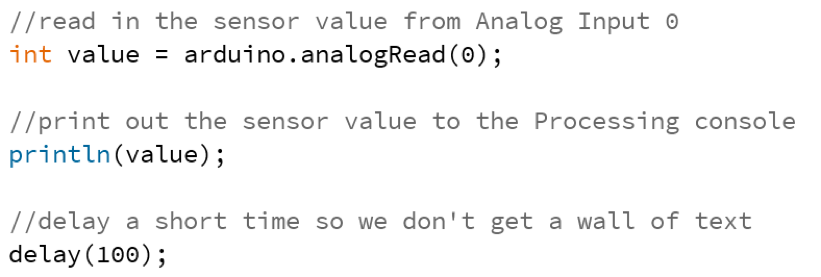 //read in the sensor value from Analog Input 0
int value = arduino.analogRead(0);
//print out the sensor value to the Processing console
println(value);
//delay a short time so we don't get a wall of text
delay(100);